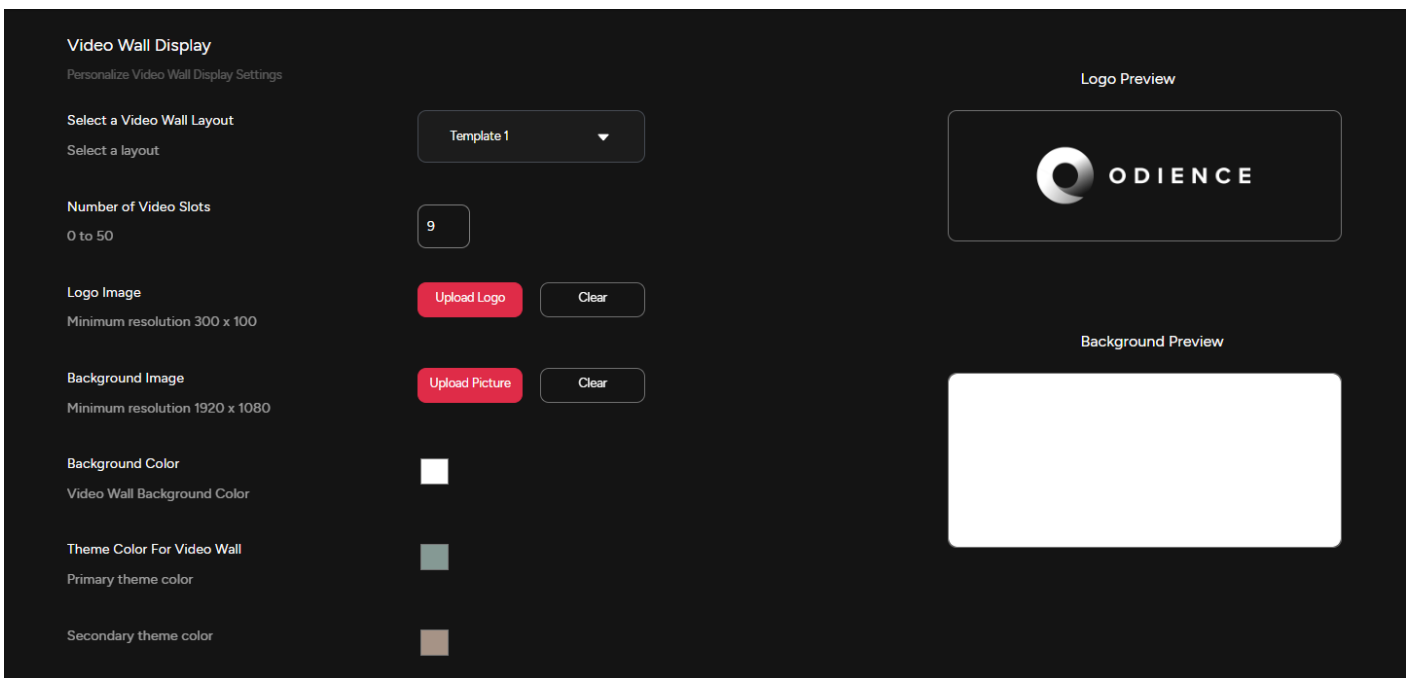 Video Wall Display
Personalize Video Wall Display Settings
Select a Video Wall Layout
Select a layout
Template 1
Number of Video Slots
0 to 50
9
Logo Image
Minimum resolution 300 x 100
Upload Logo
Clear
Background Image
Minimum resolution 1920 x 1080
Upload Picture
Clear
Background Color
Video Wall Background Color
Theme Color For Video Wall
Primary theme color
Secondary theme color
Logo Preview
ODIENCE
Background Preview